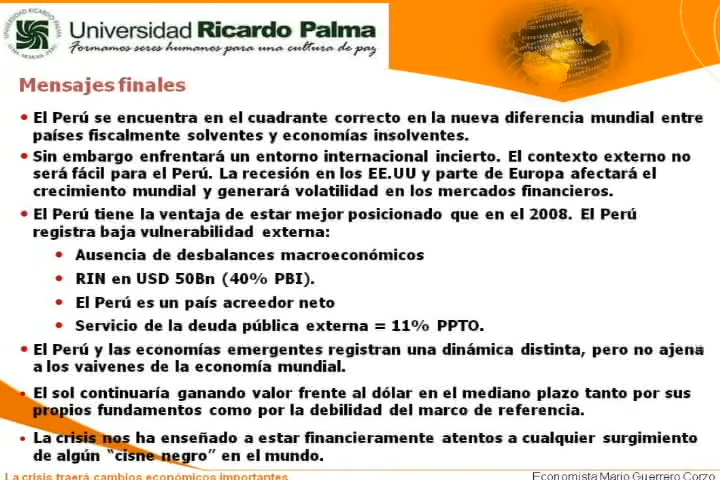 Universidad Ricardo Palma
Formamos seres humanos para una cultura de paz
Mensajes finales
• El Perú se encuentra en el cuadrante correcto en la nueva diferencia mundial entre
países fiscalmente solventes y economías insolventes.
• Sin embargo enfrentará un entorno internacional incierto. El contexto externo no
será fácil para el Perú. La recesión en los EE.UU y parte de Europa afectará el
crecimiento mundial y generará volatilidad en los mercados financieros.
• El Perú tiene la ventaja de estar mejor posicionado que en el 2008. El Perú
registra baja vulnerabilidad externa:
• Ausencia de desbalances macroeconómicos
• RIN en USD 50Bn (40% PBI).
• El Perú es un país acreedor neto
• Servicio de la deuda pública externa = 11% PPTO.
• El Perú y las economías emergentes registran una dinámica distinta, pero no ajena
a los vaivenes de la economía mundial.
• El sol continuaría ganando valor frente al dólar en el mediano plazo tanto por sus
propios fundamentos como por la debilidad del marco de referencia.
• La crisis nos ha enseñado a estar financieramente atentos a cualquier surgimiento
de algún "cisne negro" en el mundo.
La crisis traerá cambios económicos importantes
Economista Mario Guerrero Corzo